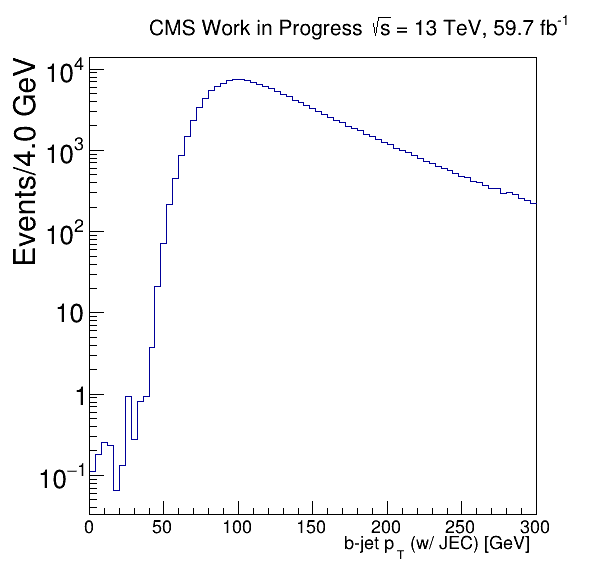 CMS Work in Progress √s = 13 TeV, 59.7 fb⁻¹
Events/4.0 GeV
10⁴
10³
10²
10
1
10⁻¹
0 50 100 150 200 250 300
b-jet p_T (w/ JEC) [GeV]